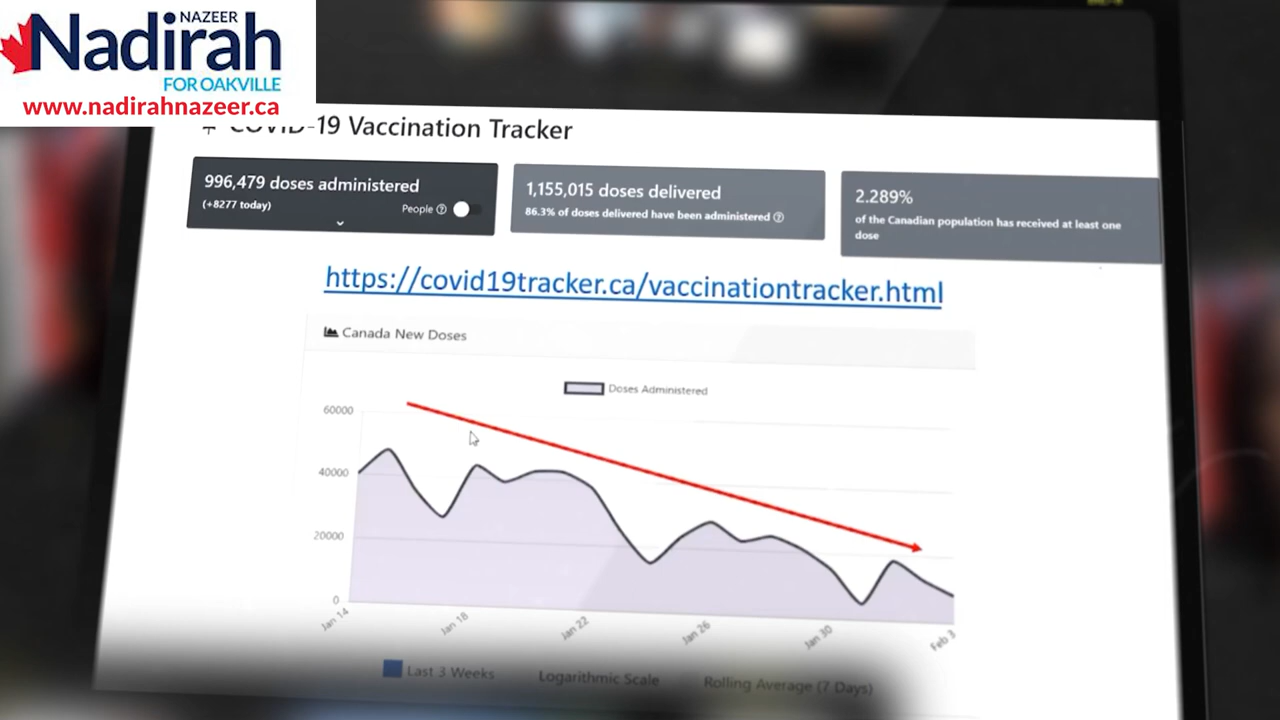 NAZEER
Nadirah
FOR OAKVILLE
www.nadirahnazeer.ca
COVID-19 Vaccination Tracker
996,479 doses administered
(+8277 today)
People
1,155,015 doses delivered
86.3% of doses delivered have been administered
2.289%
of the Canadian population has received at least one
dose
https://covid19tracker.ca/vaccinationtracker.html
Canada New Doses
Doses Administered
60000
40000
20000
0
Jan 14
Jan 18
Jan 22
Jan 26
Jan 30
Feb 3
Last 3 Weeks
Logarithmic Scale
Rolling Average (7 Days)